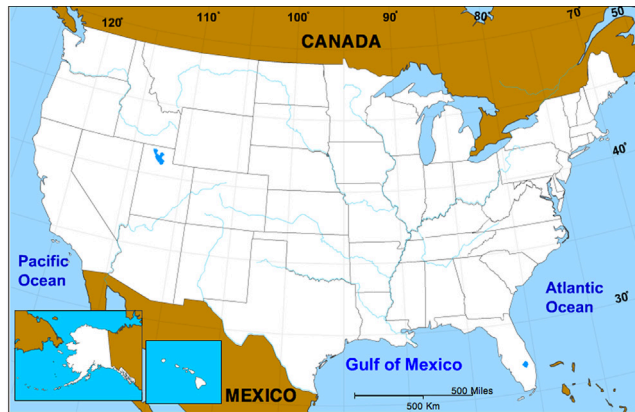 120°
110°
100°
90°
80°
70°
50°
CANADA
40°
Pacific
Ocean
Atlantic
Ocean
30°
Gulf of Mexico
MEXICO
500 Miles
500 Km